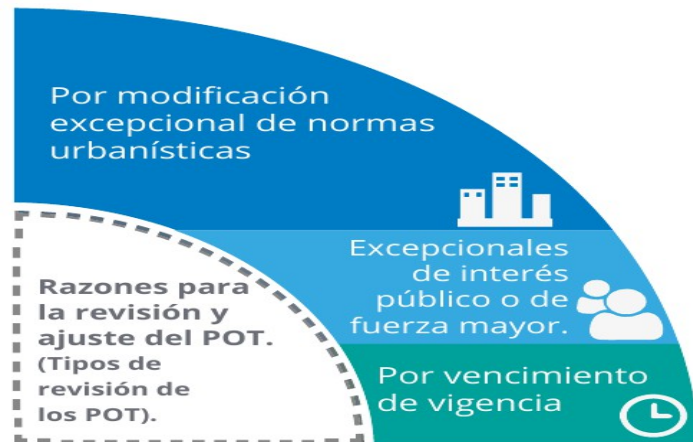 Por modificación
excepcional de normas
urbanísticas
Excepcionales
de interés
público o de
fuerza mayor.
Razones para
la revisión y
ajuste del POT.
(Tipos de
revisión de
los POT).
Por vencimiento
de vigencia